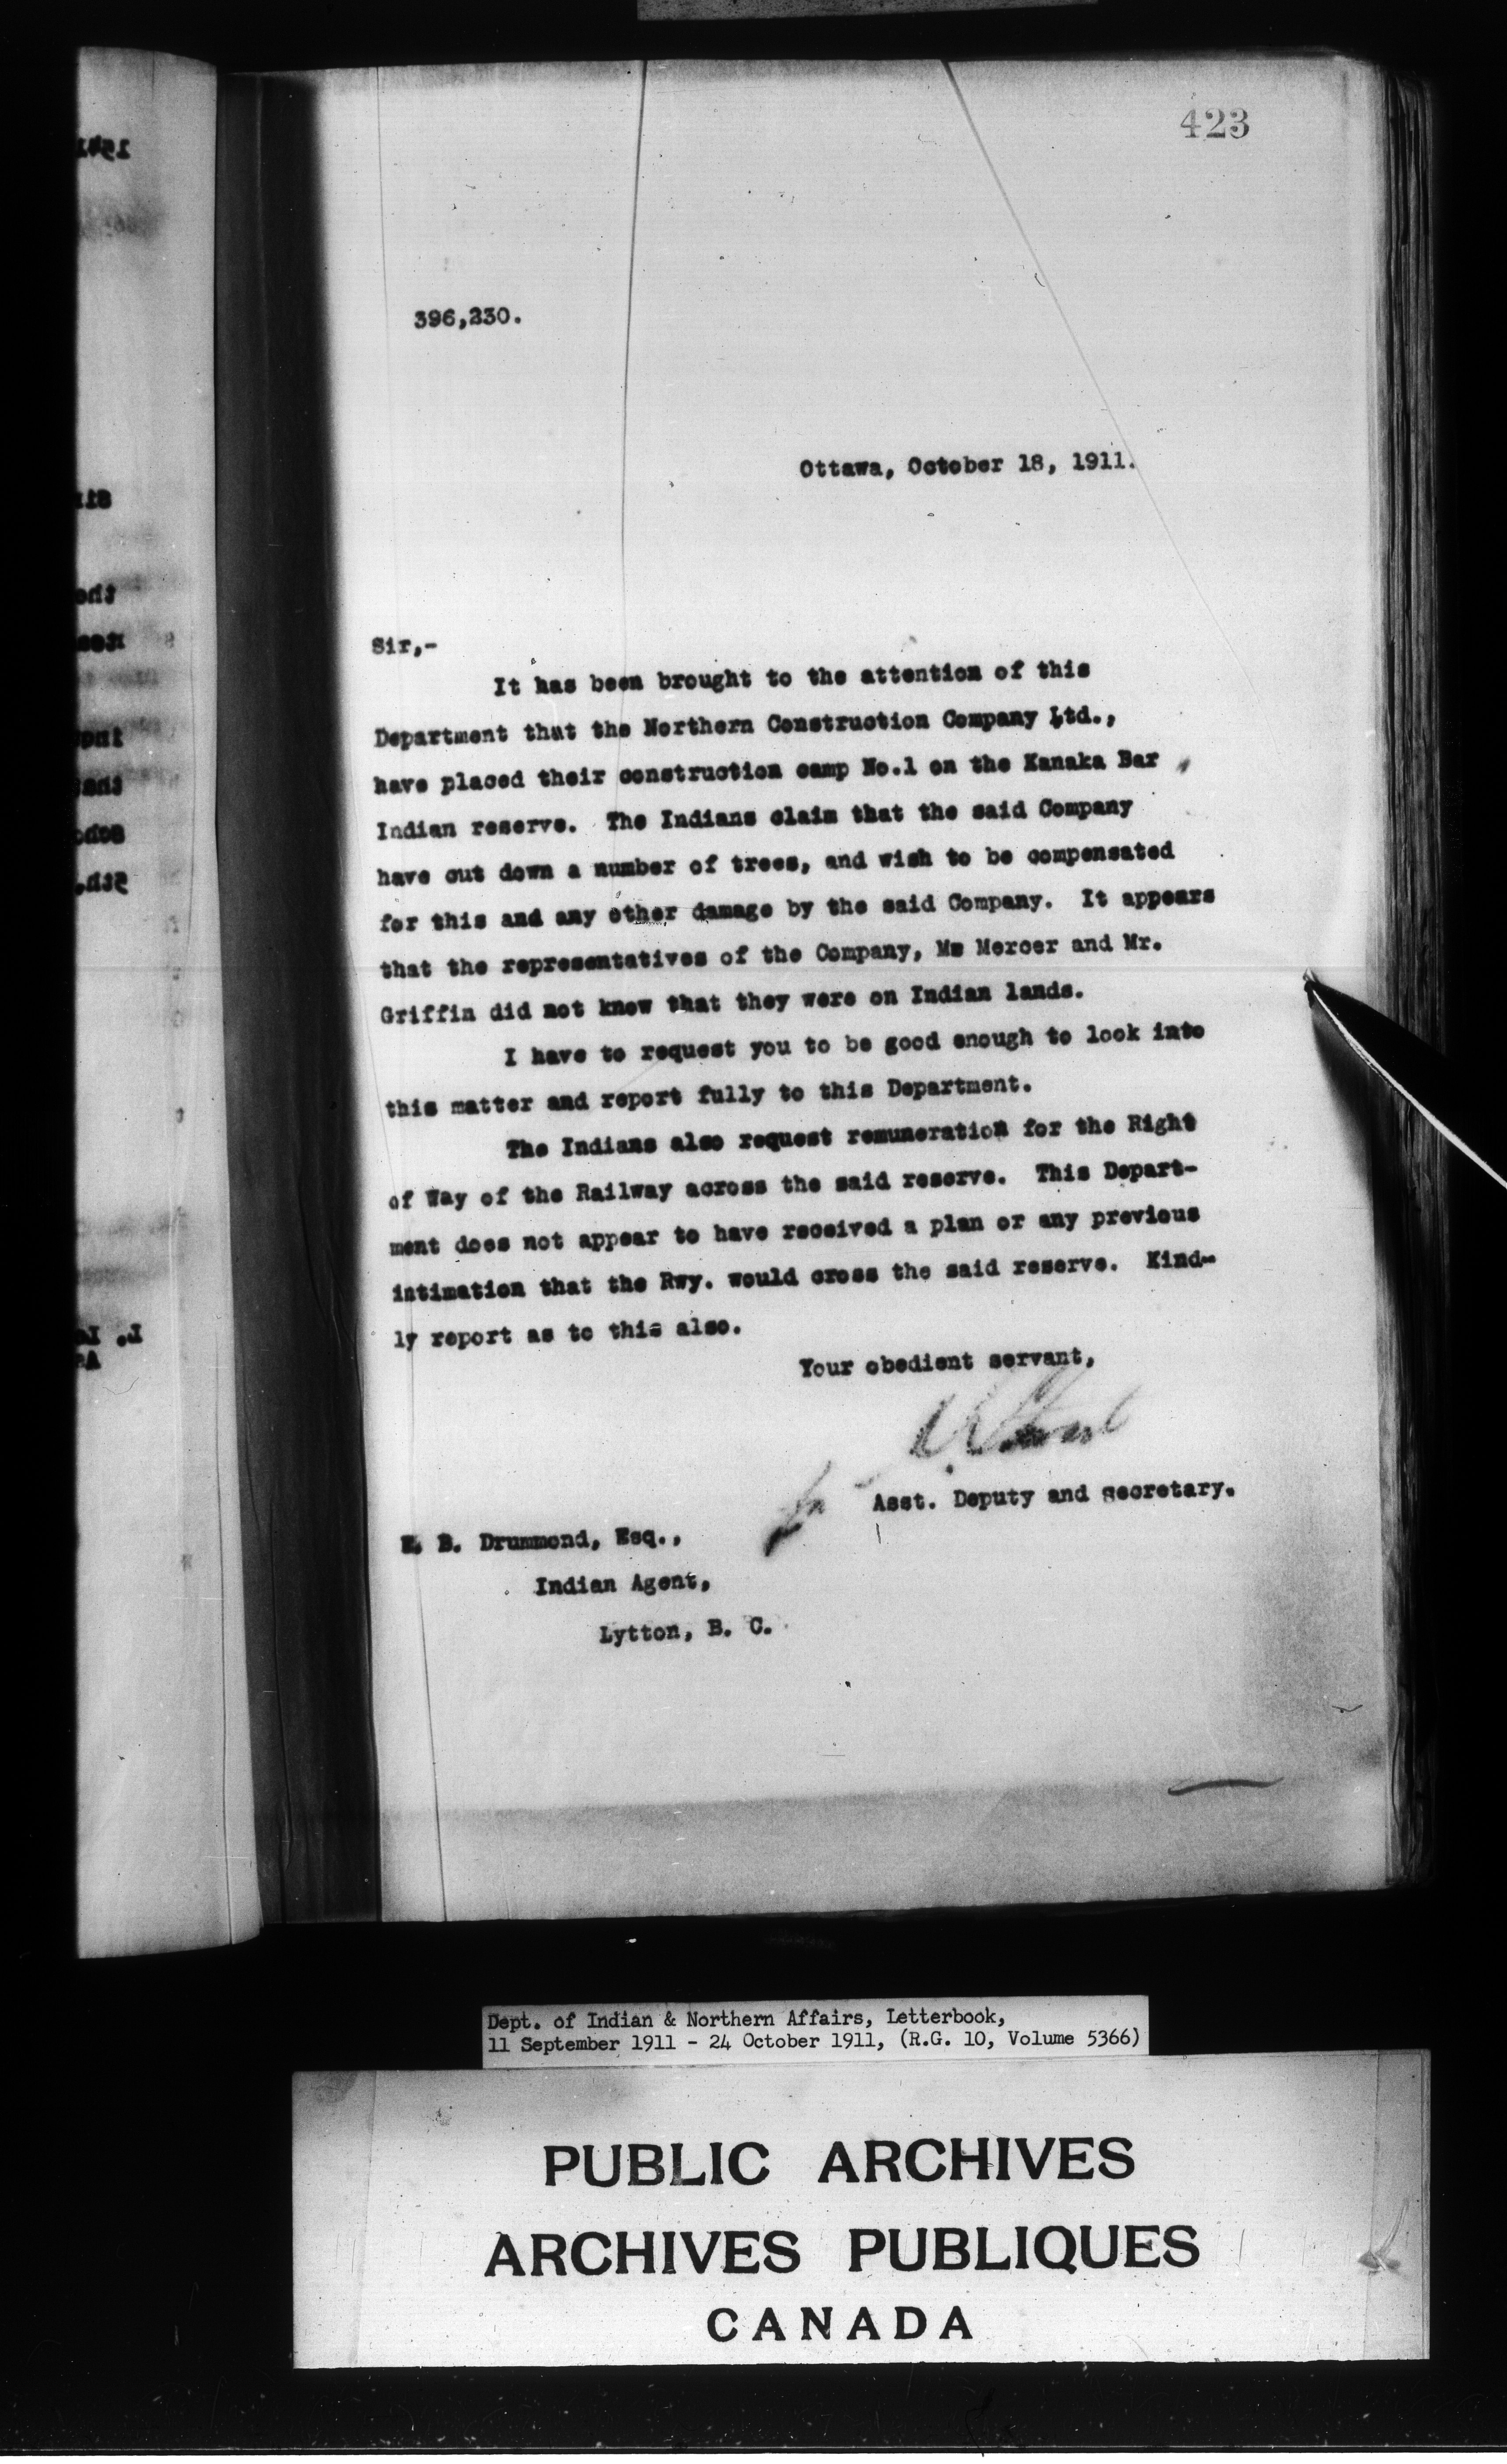 423
396,230.
Ottawa, October 18, 1911.
Sir,-
It has been brought to the attention of this
Department that the Northern Construction Company Ltd.,
have placed their construction camp No.1 on the Kanaka Bar
Indian reserve. The Indians claim that the said Company
have cut down a number of trees, and wish to be compensated
for this and any other damage by the said Company. It appears
that the representatives of the Company, Mr Mercer and Mr.
Griffin did not know that they were on Indian lands.
I have to request you to be good enough to look into
this matter and report fully to this Department.
The Indians also request remuneration for the Right
of Way of the Railway across the said reserve. This Depart-
ment does not appear to have received a plan or any previous
intimation that the Rwy. would cross the said reserve. Kind-
ly report as to this also.
Your obedient servant,
for Asst. Deputy and secretary.
B. Drummond, Esq.,
Indian Agent,
Lytton, B. C.
Dept. of Indian & Northern Affairs, Letterbook,
11 September 1911 - 24 October 1911, (R.G. 10, Volume 5366)
PUBLIC ARCHIVES
ARCHIVES PUBLIQUES
CANADA